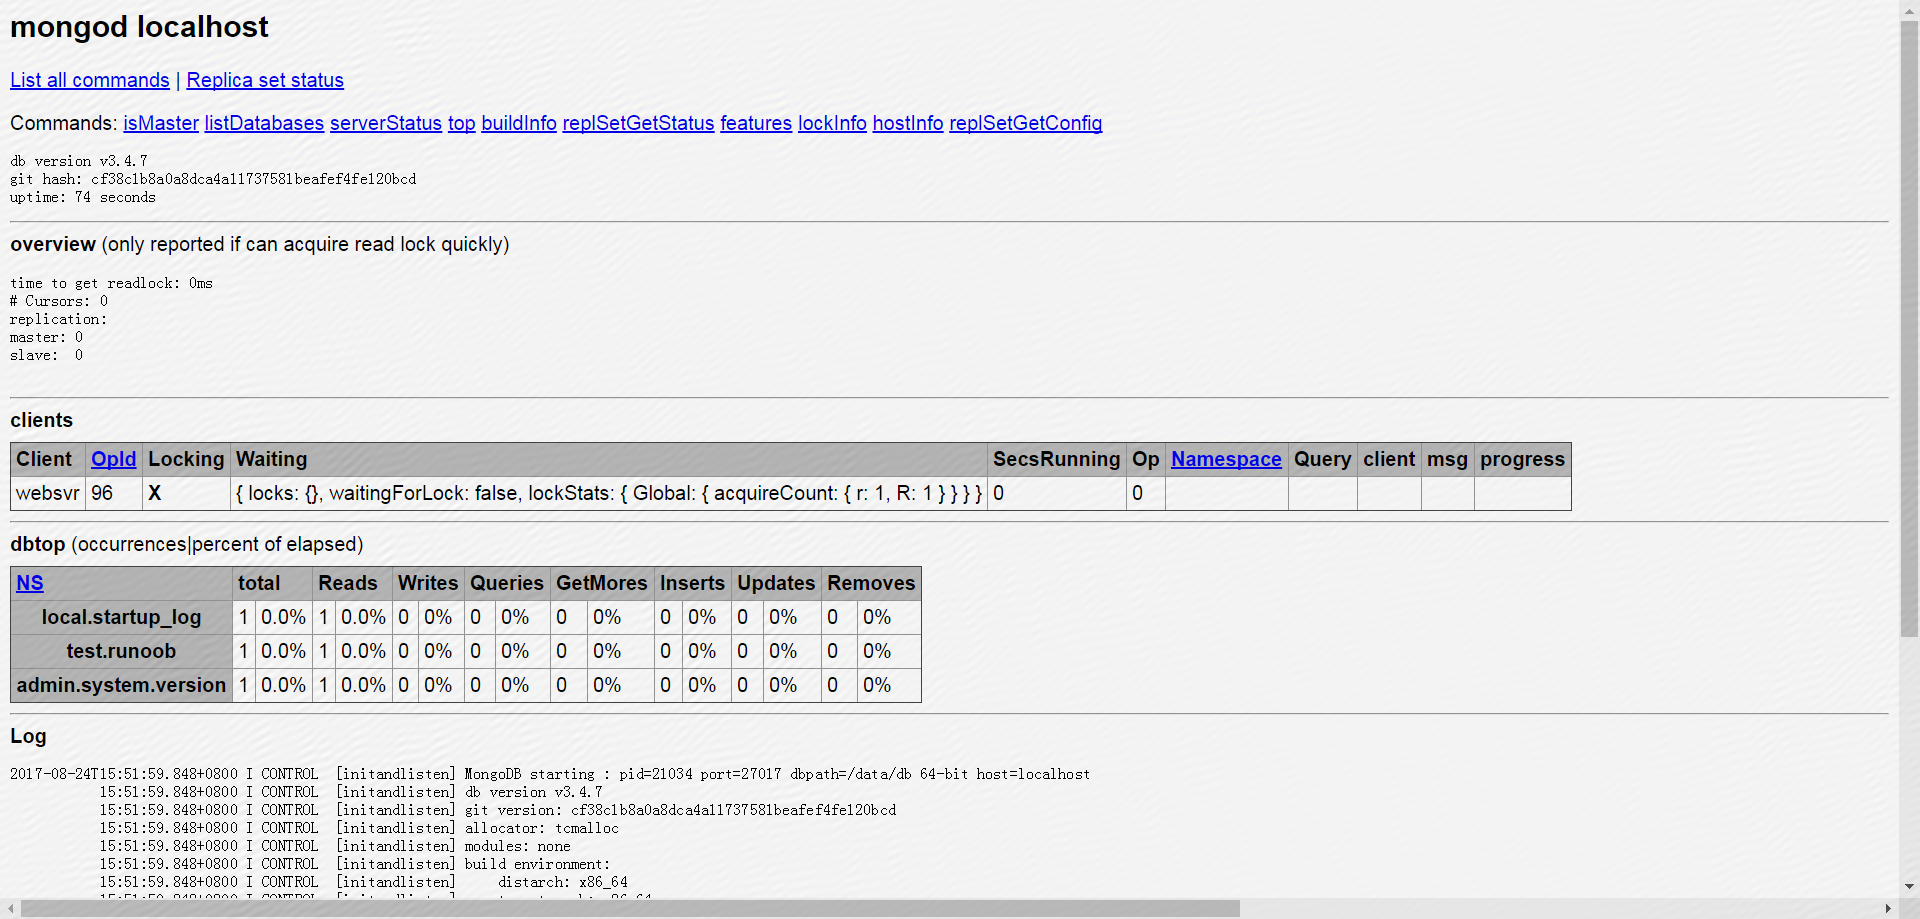 mongod localhost
List all commands | Replica set status
Commands: isMaster listDatabases serverStatus top buildInfo replSetGetStatus features lockInfo hostInfo replSetGetConfig
db version v3.4.7
git hash: cf38c1b8a0a8dca4a11737581beafef4fe120bcd
uptime: 74 seconds
overview (only reported if can acquire read lock quickly)
time to get readlock: 0ms
# Cursors: 0
replication:
master: 0
slave:  0
clients
Client OpId Locking Waiting SecsRunning Op Namespace Query client msg progress
websvr 96 X { locks: {}, waitingForLock: false, lockStats: { Global: { acquireCount: { r: 1, R: 1 } } } } 0 0
dbtop (occurrences|percent of elapsed)
NS total Reads Writes Queries GetMores Inserts Updates Removes
local.startup_log 1 0.0% 1 0.0% 0 0% 0 0% 0 0% 0 0% 0 0% 0 0%
test.runoob 1 0.0% 1 0.0% 0 0% 0 0% 0 0% 0 0% 0 0% 0 0%
admin.system.version 1 0.0% 1 0.0% 0 0% 0 0% 0 0% 0 0% 0 0% 0 0%
Log
2017-08-24T15:51:59.848+0800 I CONTROL  [initandlisten] MongoDB starting : pid=21034 port=27017 dbpath=/data/db 64-bit host=localhost
15:51:59.848+0800 I CONTROL  [initandlisten] db version v3.4.7
15:51:59.848+0800 I CONTROL  [initandlisten] git version: cf38c1b8a0a8dca4a11737581beafef4fe120bcd
15:51:59.848+0800 I CONTROL  [initandlisten] allocator: tcmalloc
15:51:59.848+0800 I CONTROL  [initandlisten] modules: none
15:51:59.848+0800 I CONTROL  [initandlisten] build environment:
15:51:59.848+0800 I CONTROL  [initandlisten]     distarch: x86_64